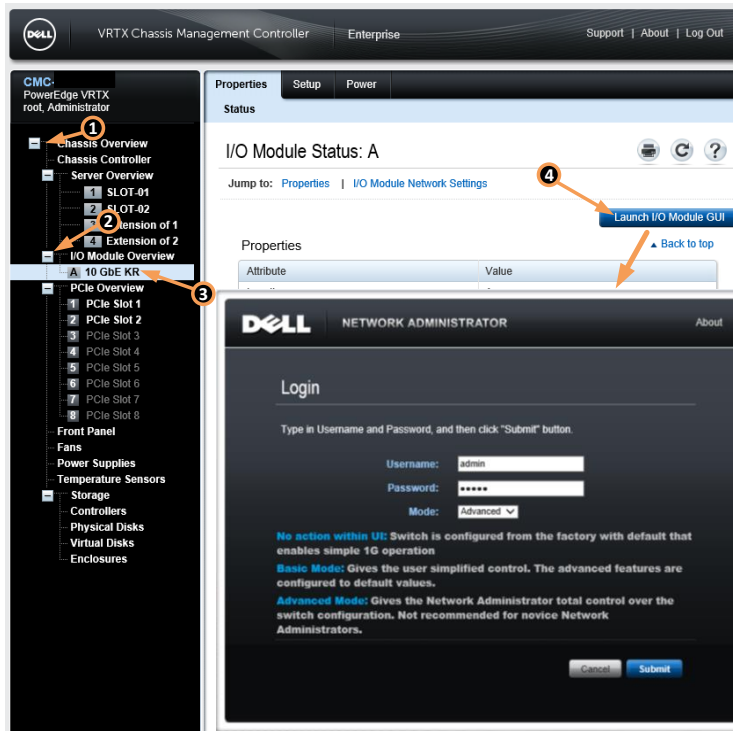 DELL
VRTX Chassis Management Controller
Enterprise
Support | About | Log Out
CMC-
PowerEdge VRTX
root, Administrator
Properties
Setup
Power
Status
1
Chassis Overview
Chassis Controller
Server Overview
1 SLOT-01
2 SLOT-02
2
Extension of 1
4 Extension of 2
I/O Module Overview
A 10 GbE KR
3
PCIe Overview
1 PCIe Slot 1
2 PCIe Slot 2
3 PCIe Slot 3
4 PCIe Slot 4
5 PCIe Slot 5
6 PCIe Slot 6
7 PCIe Slot 7
8 PCIe Slot 8
Front Panel
Fans
Power Supplies
Temperature Sensors
Storage
Controllers
Physical Disks
Virtual Disks
Enclosures
I/O Module Status: A
?
Jump to: Properties | I/O Module Network Settings
4
Launch I/O Module GUI
Properties
Back to top
Attribute
Value
DELL
NETWORK ADMINISTRATOR
About
Login
Type in Username and Password, and then click "Submit" button.
Username: admin
Password: •••••
Mode: Advanced
No action within UI: Switch is configured from the factory with default that
enables simple 1G operation
Basic Mode: Gives the user simplified control. The advanced features are
configured to default values.
Advanced Mode: Gives the Network Administrator total control over the
switch configuration. Not recommended for novice Network
Administrators.
Cancel
Submit